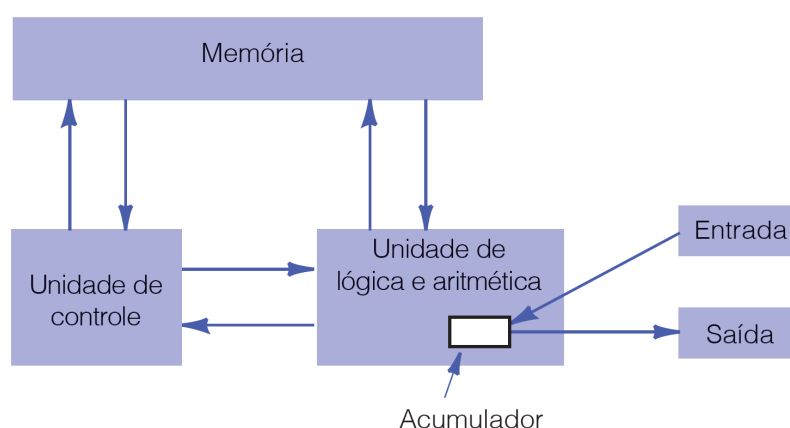 Memória
Unidade de
controle
Unidade de
lógica e aritmética
Entrada
Saída
Acumulador